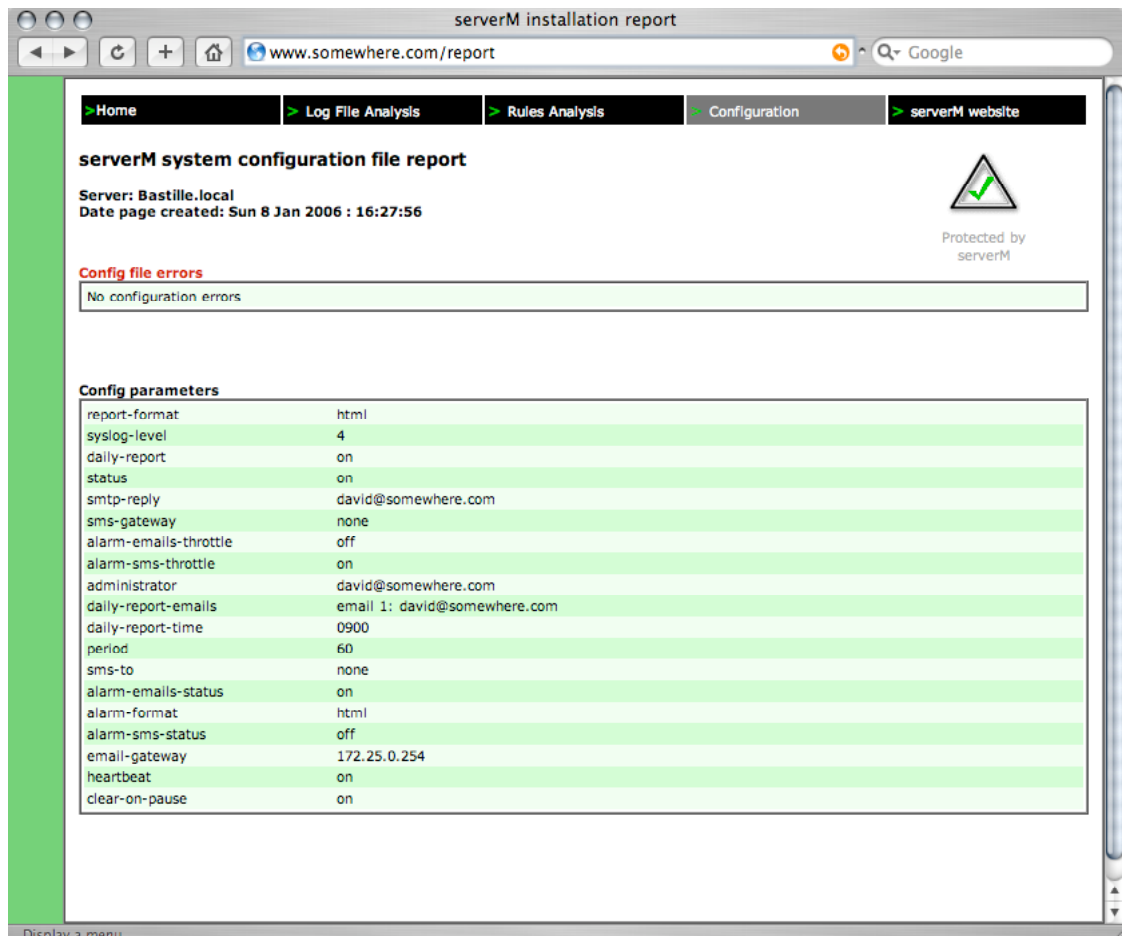 serverM installation report
www.somewhere.com/report
Google
>Home > Log File Analysis > Rules Analysis > Configuration > serverM website
serverM system configuration file report
Server: Bastille.local
Date page created: Sun 8 Jan 2006 : 16:27:56
Protected by
serverM
Config file errors
No configuration errors
Config parameters
report-format html
syslog-level 4
daily-report on
status on
smtp-reply david@somewhere.com
sms-gateway none
alarm-emails-throttle off
alarm-sms-throttle on
administrator david@somewhere.com
daily-report-emails email 1: david@somewhere.com
daily-report-time 0900
period 60
sms-to none
alarm-emails-status on
alarm-format html
alarm-sms-status off
email-gateway 172.25.0.254
heartbeat on
clear-on-pause on
Display a menu